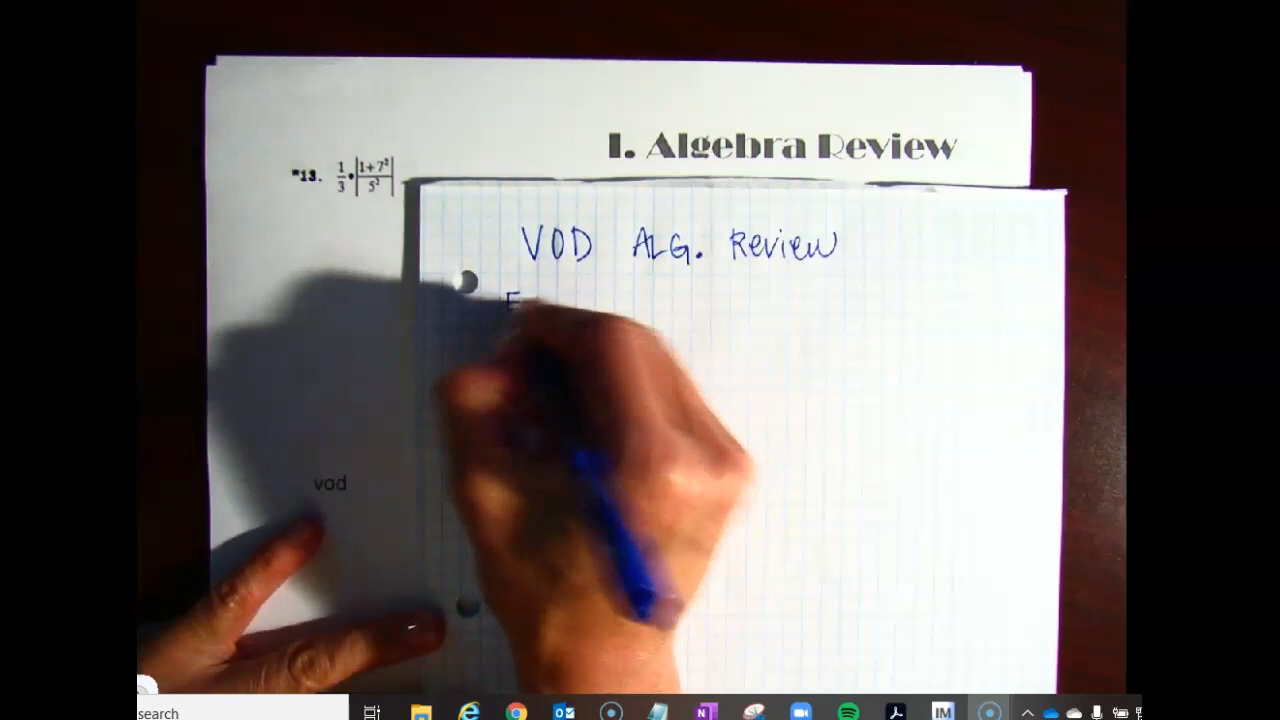 I. Algebra Review
*13. 1/3 • |1+7²/5²|
VOD ALG. Review
vod
search